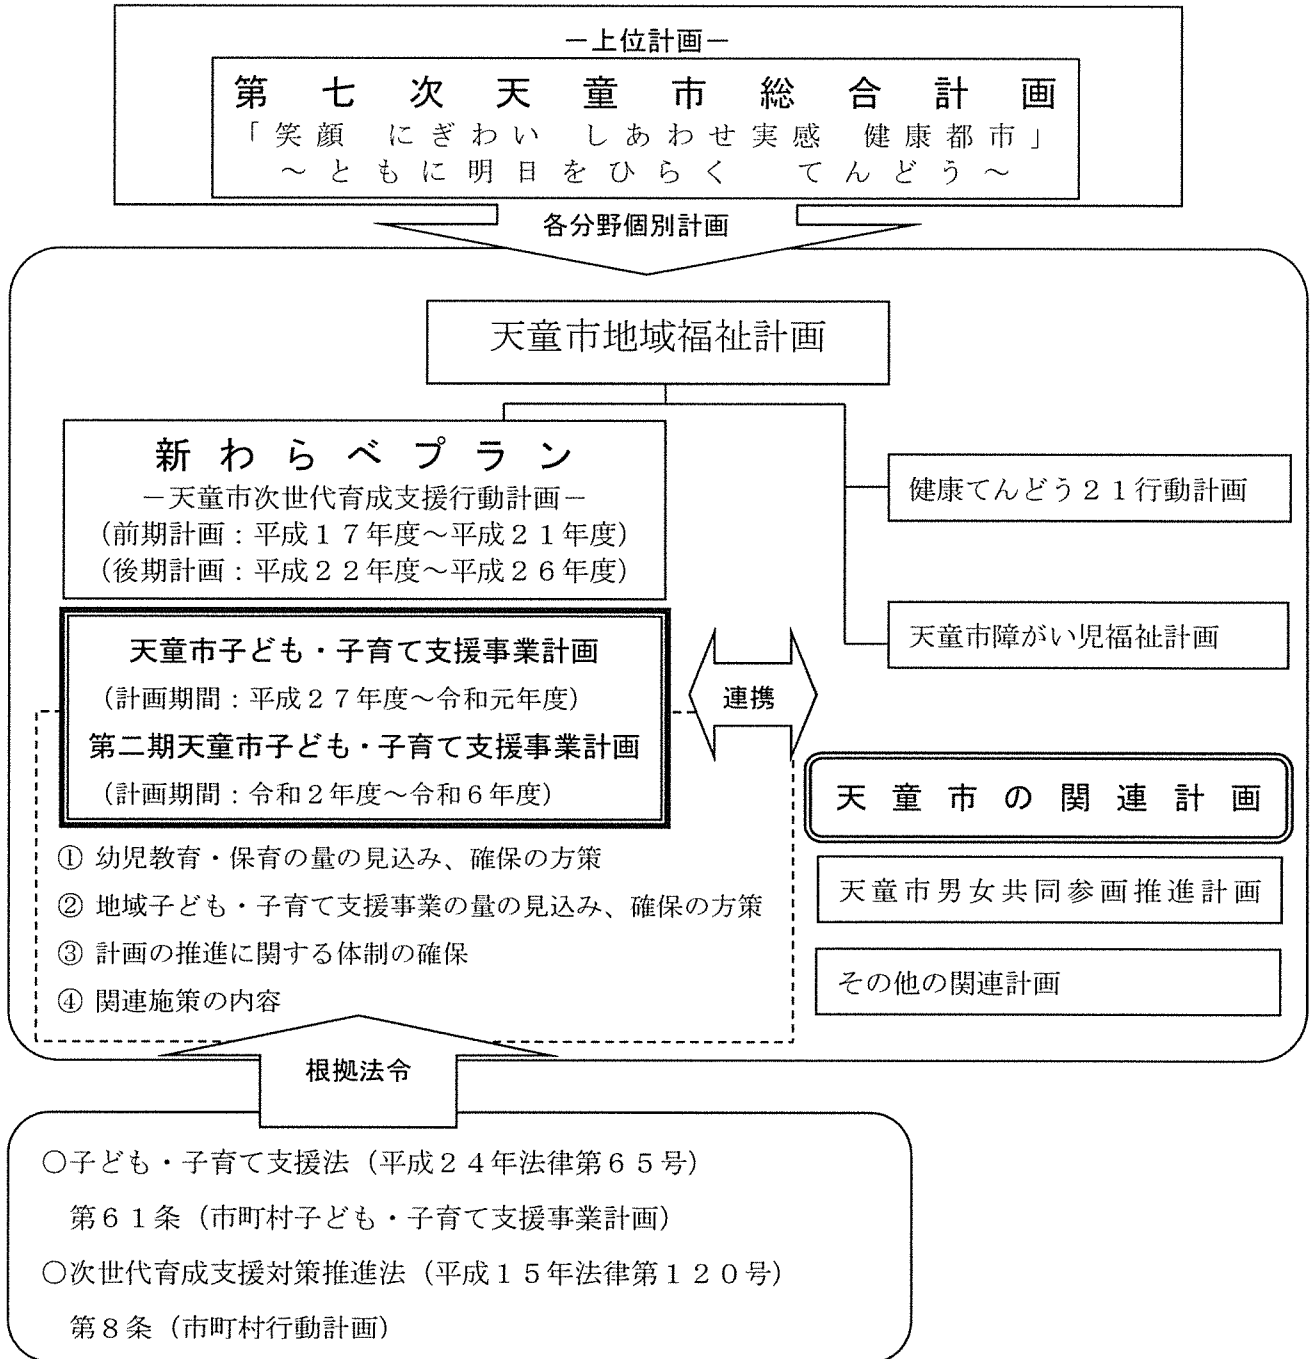 －上位計画－
第七次天童市総合計画
「笑顔　にぎわい　しあわせ実感　健康都市」
～ともに明日をひらく　てんどう～
各分野個別計画
天童市地域福祉計画
新わらべプラン
－天童市次世代育成支援行動計画－
（前期計画：平成１７年度～平成２１年度）
（後期計画：平成２２年度～平成２６年度）
健康てんどう２１行動計画
天童市障がい児福祉計画
天童市子ども・子育て支援事業計画
（計画期間：平成２７年度～令和元年度）
第二期天童市子ども・子育て支援事業計画
（計画期間：令和２年度～令和６年度）
連携
天童市の関連計画
天童市男女共同参画推進計画
その他の関連計画
① 幼児教育・保育の量の見込み、確保の方策
② 地域子ども・子育て支援事業の量の見込み、確保の方策
③ 計画の推進に関する体制の確保
④ 関連施策の内容
根拠法令
○子ども・子育て支援法（平成２４年法律第６５号）
第６１条（市町村子ども・子育て支援事業計画）
○次世代育成支援対策推進法（平成１５年法律第１２０号）
第８条（市町村行動計画）